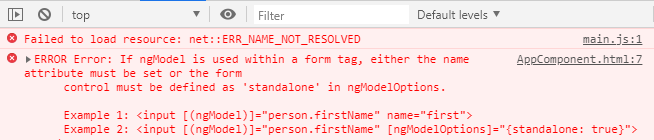 top Filter Default levels
Failed to load resource: net::ERR_NAME_NOT_RESOLVED main.js:1
ERROR Error: If ngModel is used within a form tag, either the name AppComponent.html:7
attribute must be set or the form
control must be defined as 'standalone' in ngModelOptions.
Example 1: <input [(ngModel)]="person.firstName" name="first">
Example 2: <input [(ngModel)]="person.firstName" [ngModelOptions]="{standalone: true}">